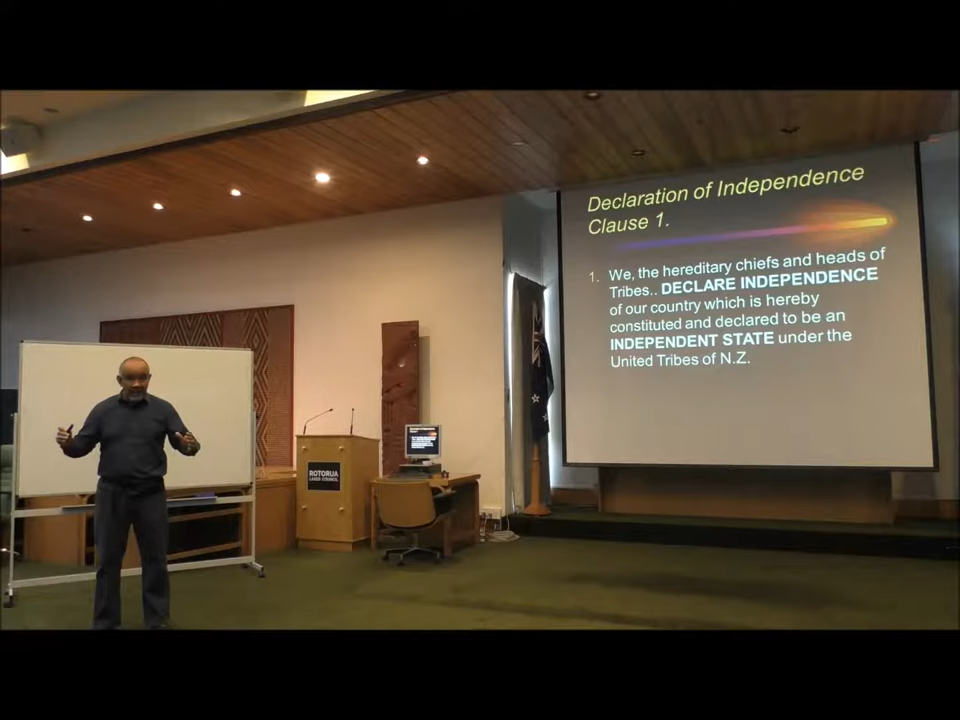 Declaration of Independence
Clause 1.
1. We, the hereditary chiefs and heads of
Tribes.. DECLARE INDEPENDENCE
of our country which is hereby
constituted and declared to be an
INDEPENDENT STATE under the
United Tribes of N.Z.
ROTORUA
LAKES COUNCIL